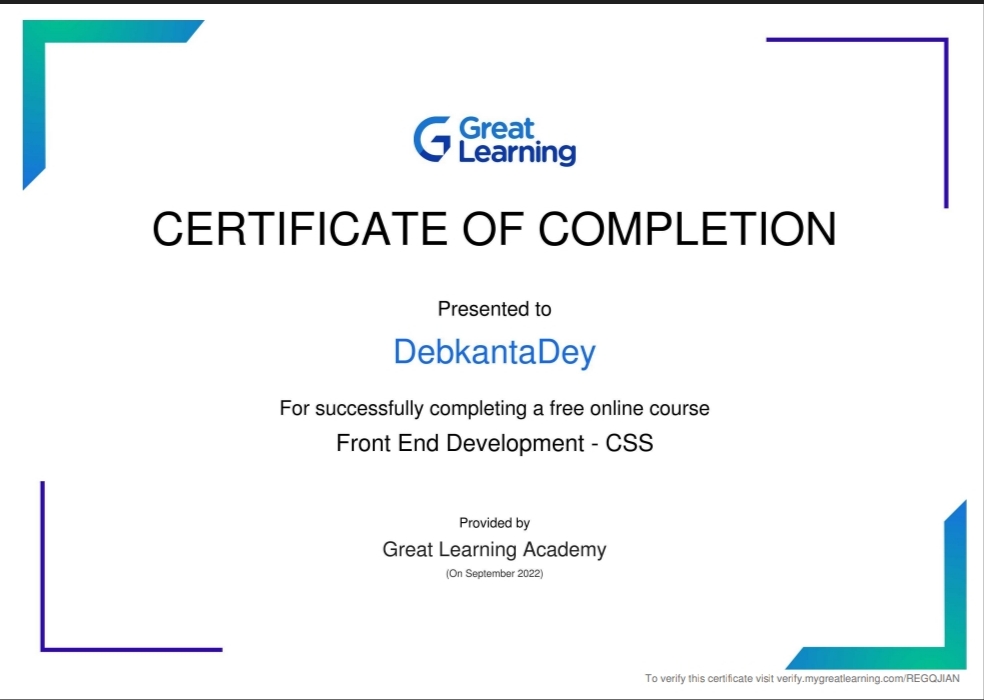 Great
Learning
CERTIFICATE OF COMPLETION
Presented to
DebkantaDey
For successfully completing a free online course
Front End Development - CSS
Provided by
Great Learning Academy
(On September 2022)
To verify this certificate visit verify.mygreatlearning.com/REGQJIAN